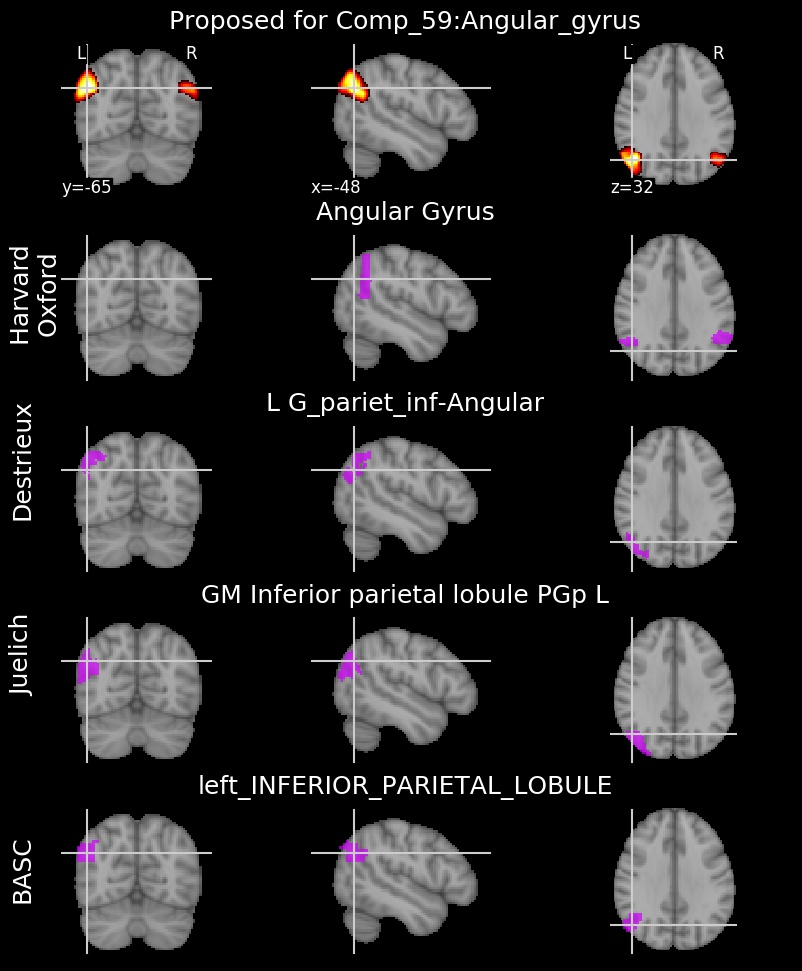 Proposed for Comp_59:Angular_gyrus
L R
L R
y=-65
x=-48
z=32
Angular Gyrus
Harvard
Oxford
L G_pariet_inf-Angular
Destrieux
GM Inferior parietal lobule PGp L
Juelich
left_INFERIOR_PARIETAL_LOBULE
BASC